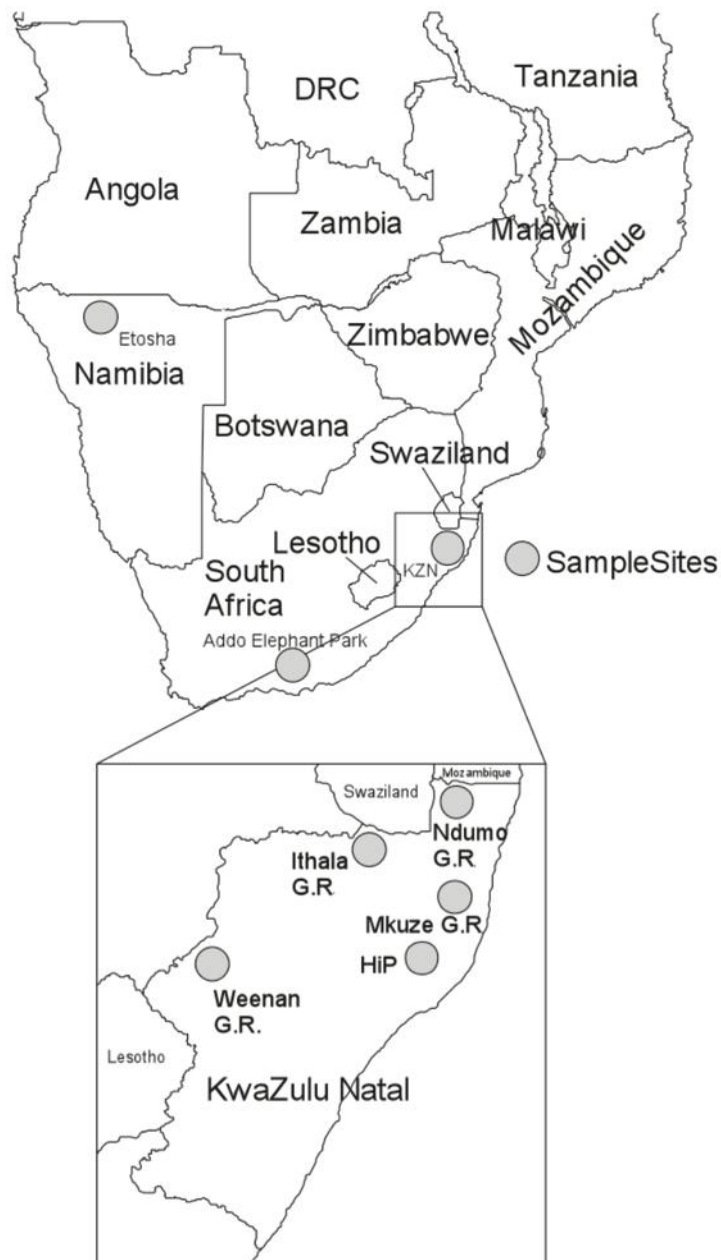 DRC
Tanzania
Angola
Zambia
Malawi
Mozambique
Etosha
Zimbabwe
Namibia
Botswana
Swaziland
Lesotho
KZN
SampleSites
South
Africa
Addo Elephant Park
Mozambique
Swaziland
Ndumo
G.R.
Ithala
G.R
Mkuze G.R
HiP
Weenan
G.R.
Lesotho
KwaZulu Natal